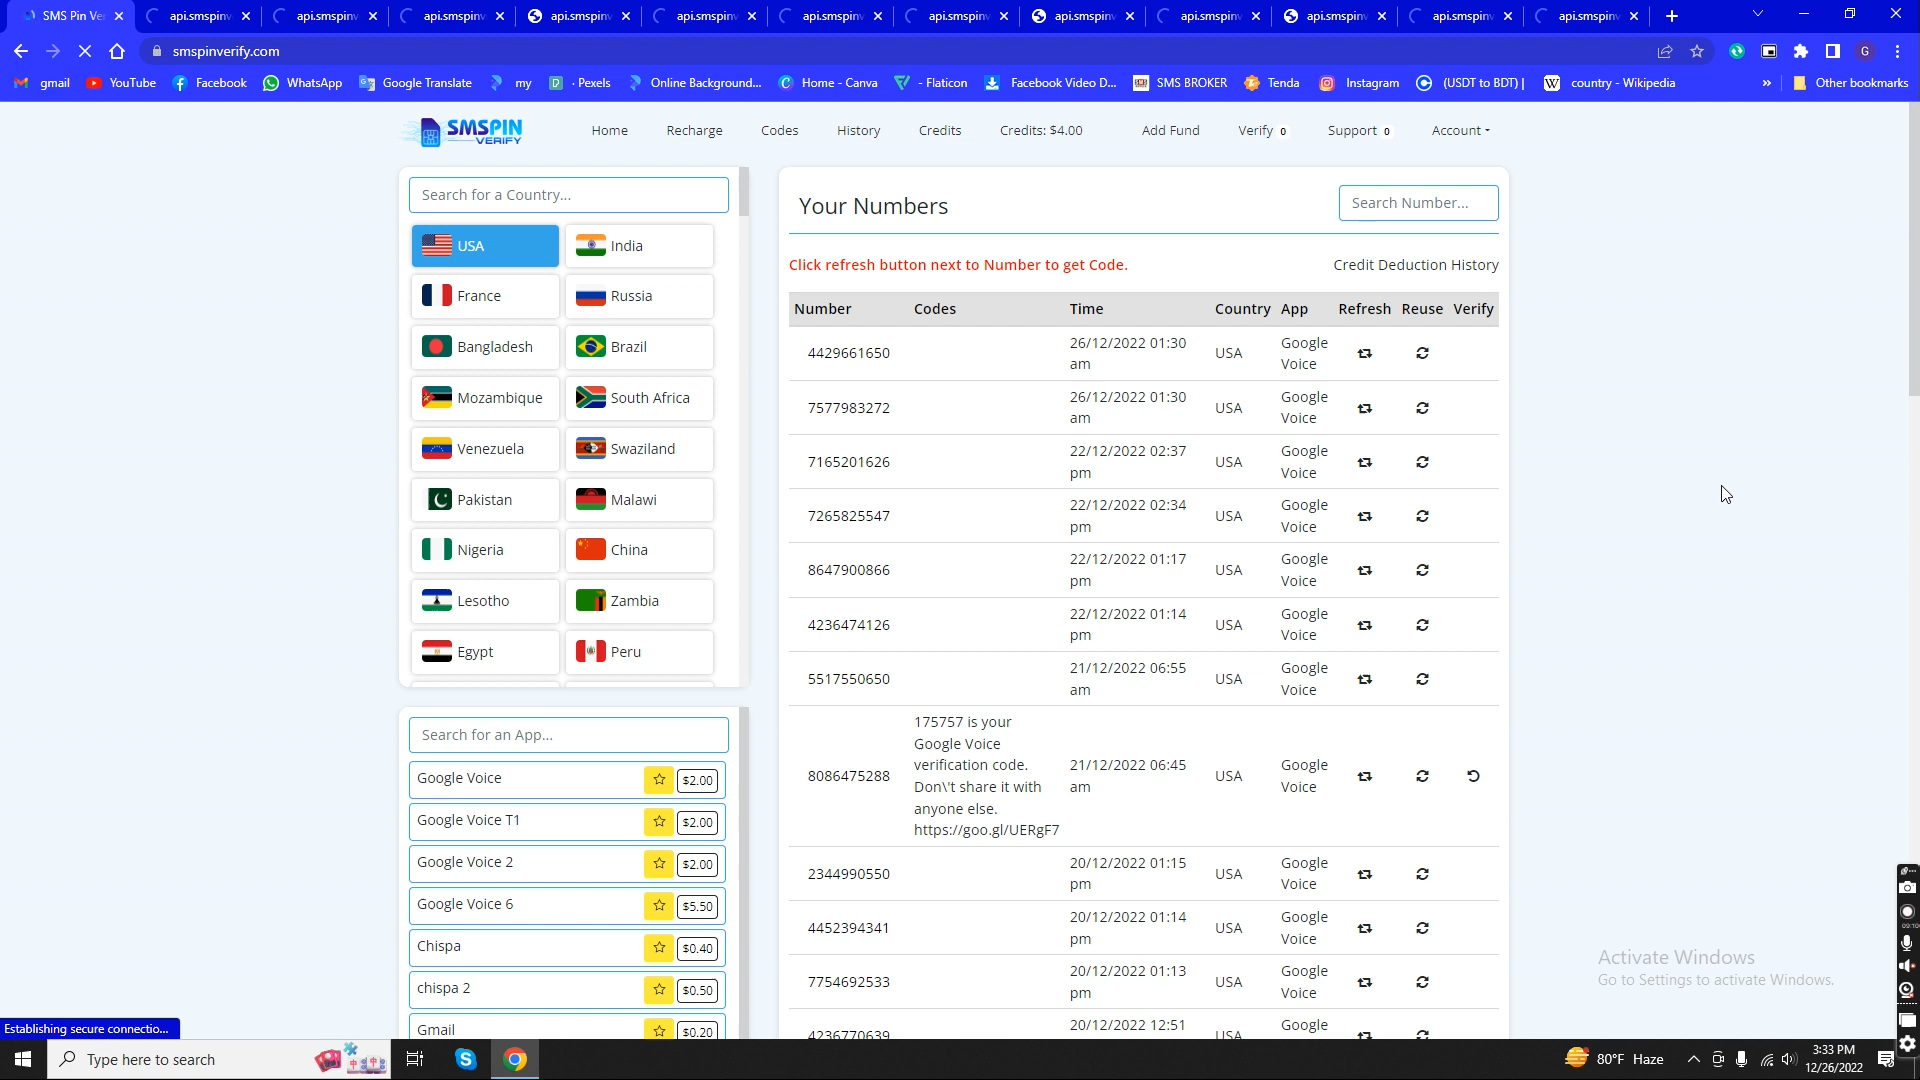 SMS Pin Ve
api.smspin
api.smspin
api.smspin
api.smspin
api.smspin
api.smspin
api.smspin
api.smspin
api.smspin
api.smspin
api.smspin
api.smspin
smspinverify.com
G
gmail
YouTube
Facebook
WhatsApp
Google Translate
my
· Pexels
Online Background...
Home - Canva
- Flaticon
Facebook Video D...
SMS BROKER
Tenda
Instagram
(USDT to BDT) |
country - Wikipedia
»
Other bookmarks
SMSPIN
VERIFY
Home
Recharge
Codes
History
Credits
Credits: $4.00
Add Fund
Verify 0
Support 0
Account
Search for a Country...
USA
India
France
Russia
Bangladesh
Brazil
Mozambique
South Africa
Venezuela
Swaziland
Pakistan
Malawi
Nigeria
China
Lesotho
Zambia
Egypt
Peru
Search for an App...
Google Voice $2.00
Google Voice T1 $2.00
Google Voice 2 $2.00
Google Voice 6 $5.50
Chispa $0.40
chispa 2 $0.50
Gmail $0.20
Your Numbers
Search Number...
Click refresh button next to Number to get Code.
Credit Deduction History
Number Codes Time Country App Refresh Reuse Verify
26/12/2022 01:30 Google
4429661650 USA
am Voice
26/12/2022 01:30 Google
7577983272 USA
am Voice
22/12/2022 02:37 Google
7165201626 USA
pm Voice
22/12/2022 02:34 Google
7265825547 USA
pm Voice
22/12/2022 01:17 Google
8647900866 USA
pm Voice
22/12/2022 01:14 Google
4236474126 USA
pm Voice
21/12/2022 06:55 Google
5517550650 USA
am Voice
175757 is your
Google Voice
verification code.
Don\'t share it with
anyone else.
https://goo.gl/UERgF7
21/12/2022 06:45 Google
8086475288 USA
am Voice
20/12/2022 01:15 Google
2344990550 USA
pm Voice
20/12/2022 01:14 Google
4452394341 USA
pm Voice
20/12/2022 01:13 Google
7754692533 USA
pm Voice
20/12/2022 12:51 Google
4236770639 USA
Activate Windows
Go to Settings to activate Windows.
Establishing secure connectio...
Type here to search
80°F Haze
3:33 PM
12/26/2022